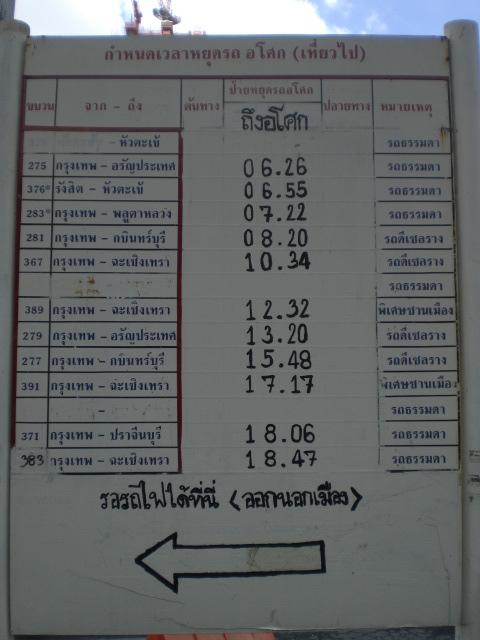 กำหนดเวลาหยุดรถ อโศก (เที่ยวไป)
ขบวน จาก - ถึง ต้นทาง ป้ายหยุดรถอโศก ปลายทาง หมายเหตุ
ถึงอโศก
- หัวตะเข้ รถธรรมดา
275 กรุงเทพ - อรัญประเทศ 06.26 รถธรรมดา
376* รังสิต - หัวตะเข้ 06.55 รถธรรมดา
283* กรุงเทพ - พลูตาหลวง 07.22 รถธรรมดา
281 กรุงเทพ - กบินทร์บุรี 08.20 รถดีเซลราง
367 กรุงเทพ - ฉะเชิงเทรา 10.34 รถดีเซลราง
- รถธรรมดา
389 กรุงเทพ - ฉะเชิงเทรา 12.32 พิเศษชานเมือง
279 กรุงเทพ - อรัญประเทศ 13.20 รถดีเซลราง
277 กรุงเทพ - กบินทร์บุรี 15.48 รถดีเซลราง
391 กรุงเทพ - ฉะเชิงเทรา 17.17 พิเศษชานเมือง
- รถธรรมดา
371 กรุงเทพ - ปราจีนบุรี 18.06 รถธรรมดา
383 กรุงเทพ - ฉะเชิงเทรา 18.47 รถธรรมดา
รอรถไฟได้ที่นี่ <ออกนอกเมือง>